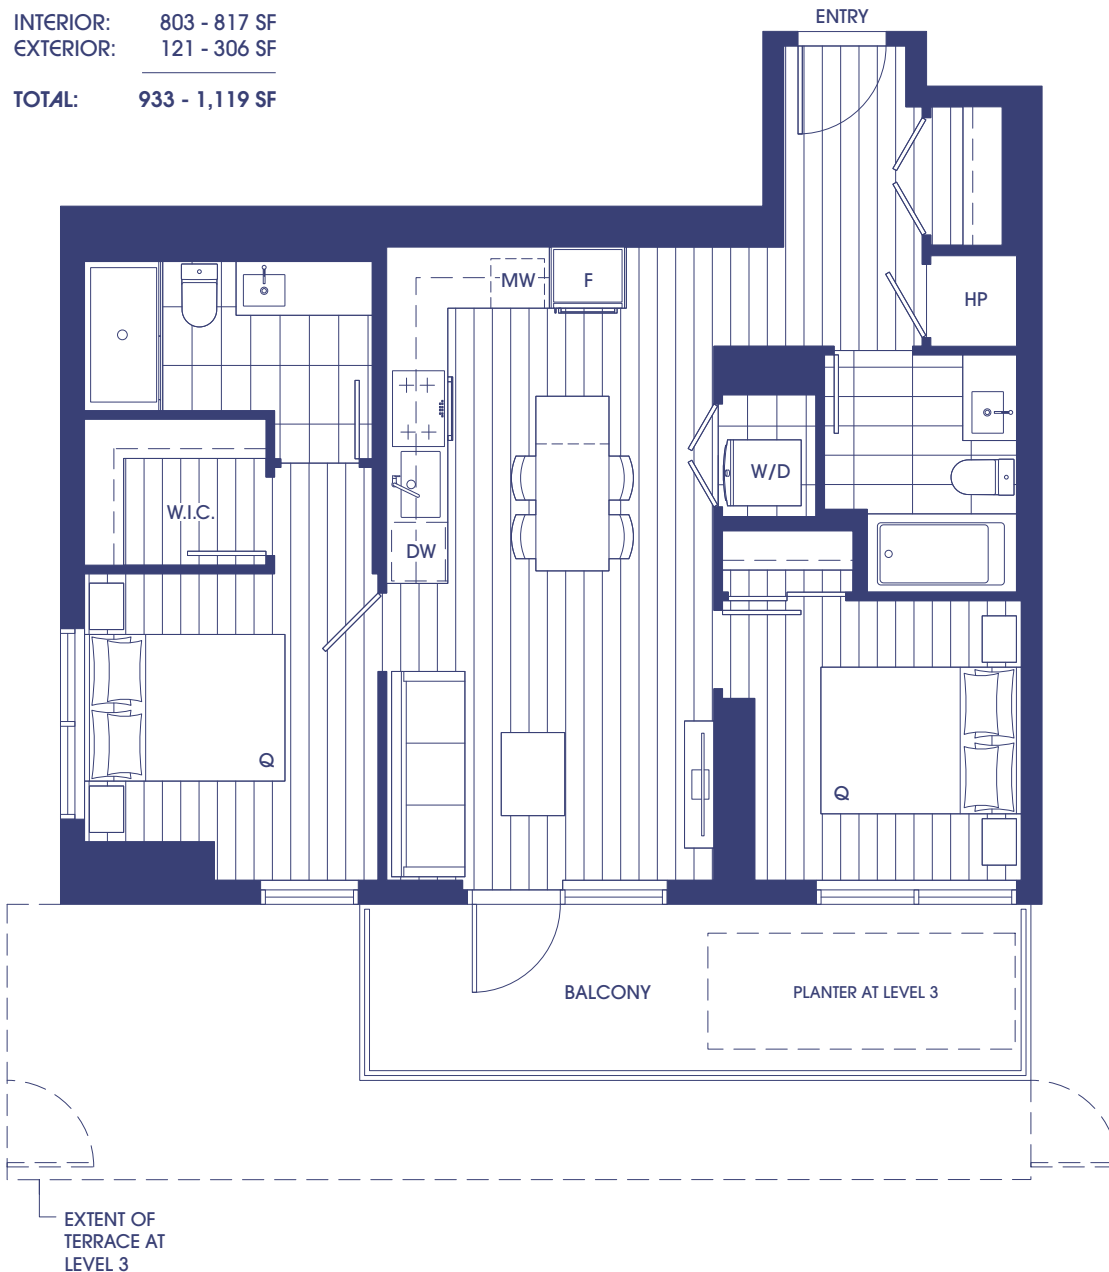 INTERIOR: 803 - 817 SF
EXTERIOR: 121 - 306 SF
TOTAL: 933 - 1,119 SF
ENTRY
MW
F
HP
W/D
W.I.C.
DW
Q
Q
BALCONY
PLANTER AT LEVEL 3
EXTENT OF
TERRACE AT
LEVEL 3